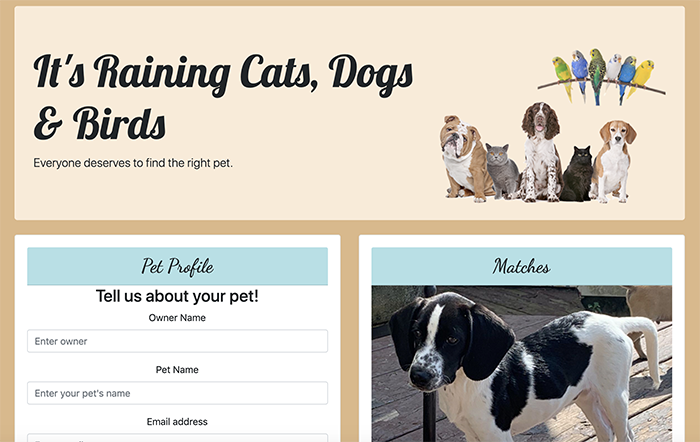 It's Raining Cats, Dogs
& Birds
Everyone deserves to find the right pet.
Pet Profile
Tell us about your pet!
Owner Name
Enter owner
Pet Name
Enter your pet's name
Email address
Matches